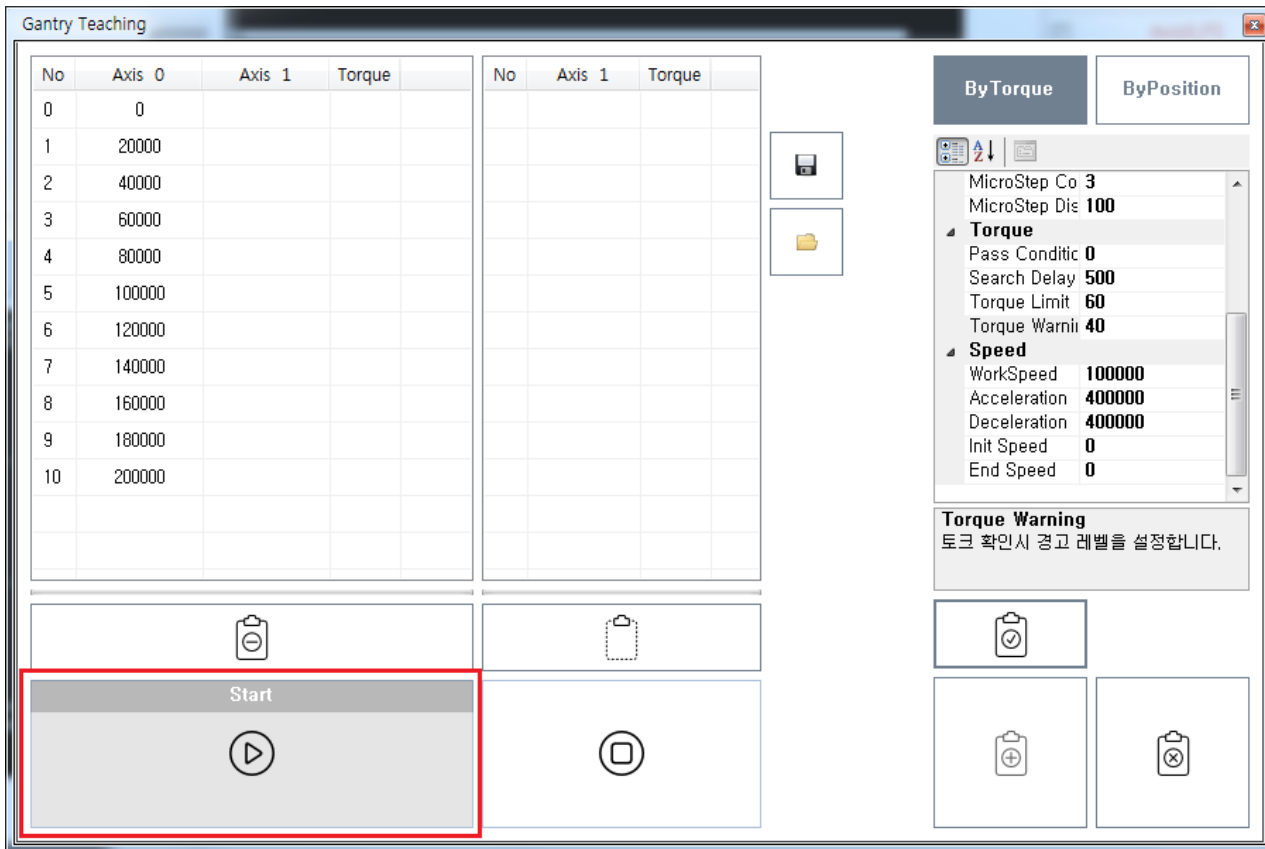 Gantry Teaching
No Axis 0 Axis 1 Torque
0 0
1 20000
2 40000
3 60000
4 80000
5 100000
6 120000
7 140000
8 160000
9 180000
10 200000
No Axis 1 Torque
ByTorque ByPosition
MicroStep Co 3
MicroStep Dis 100
Torque
Pass Conditic 0
Search Delay 500
Torque Limit 60
Torque Warnin 40
Speed
WorkSpeed 100000
Acceleration 400000
Deceleration 400000
Init Speed 0
End Speed 0
Torque Warning
토크 확인시 경고 레벨을 설정합니다.
Start